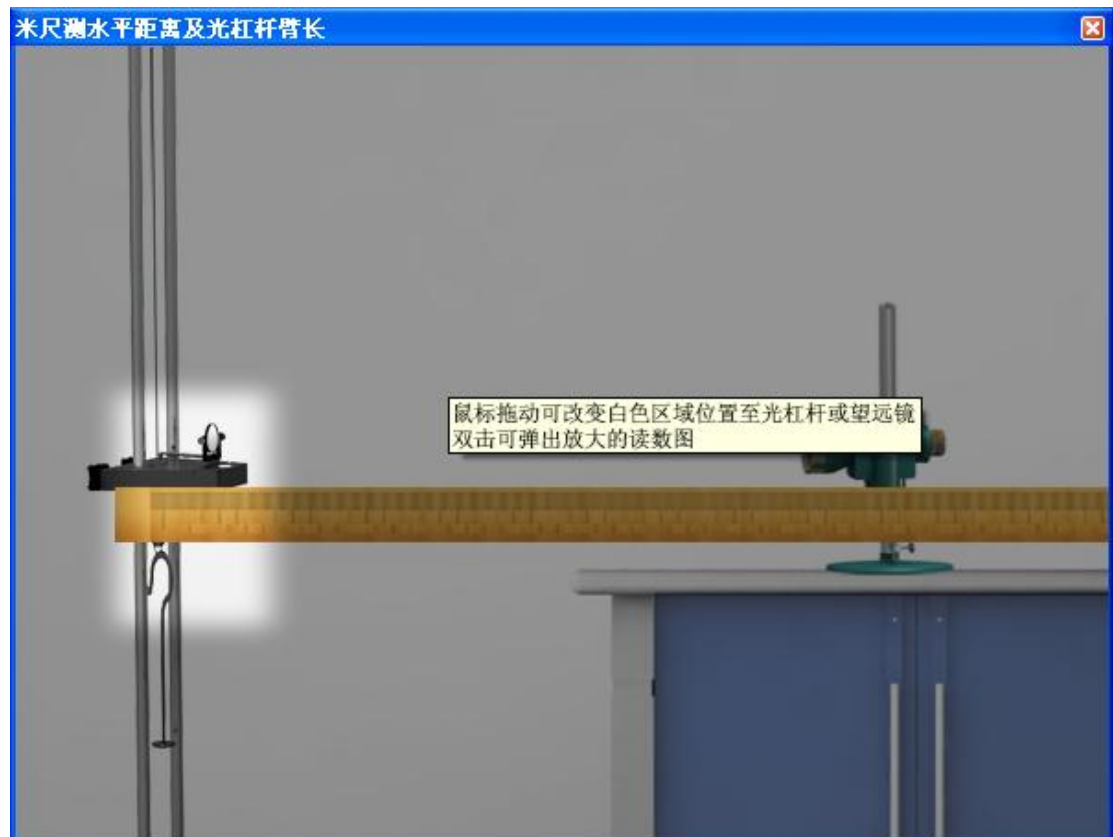 米尺测水平距离及光杠杆臂长
鼠标拖动可改变白色区域位置至光杠杆或望远镜
双击可弹出放大的读数图